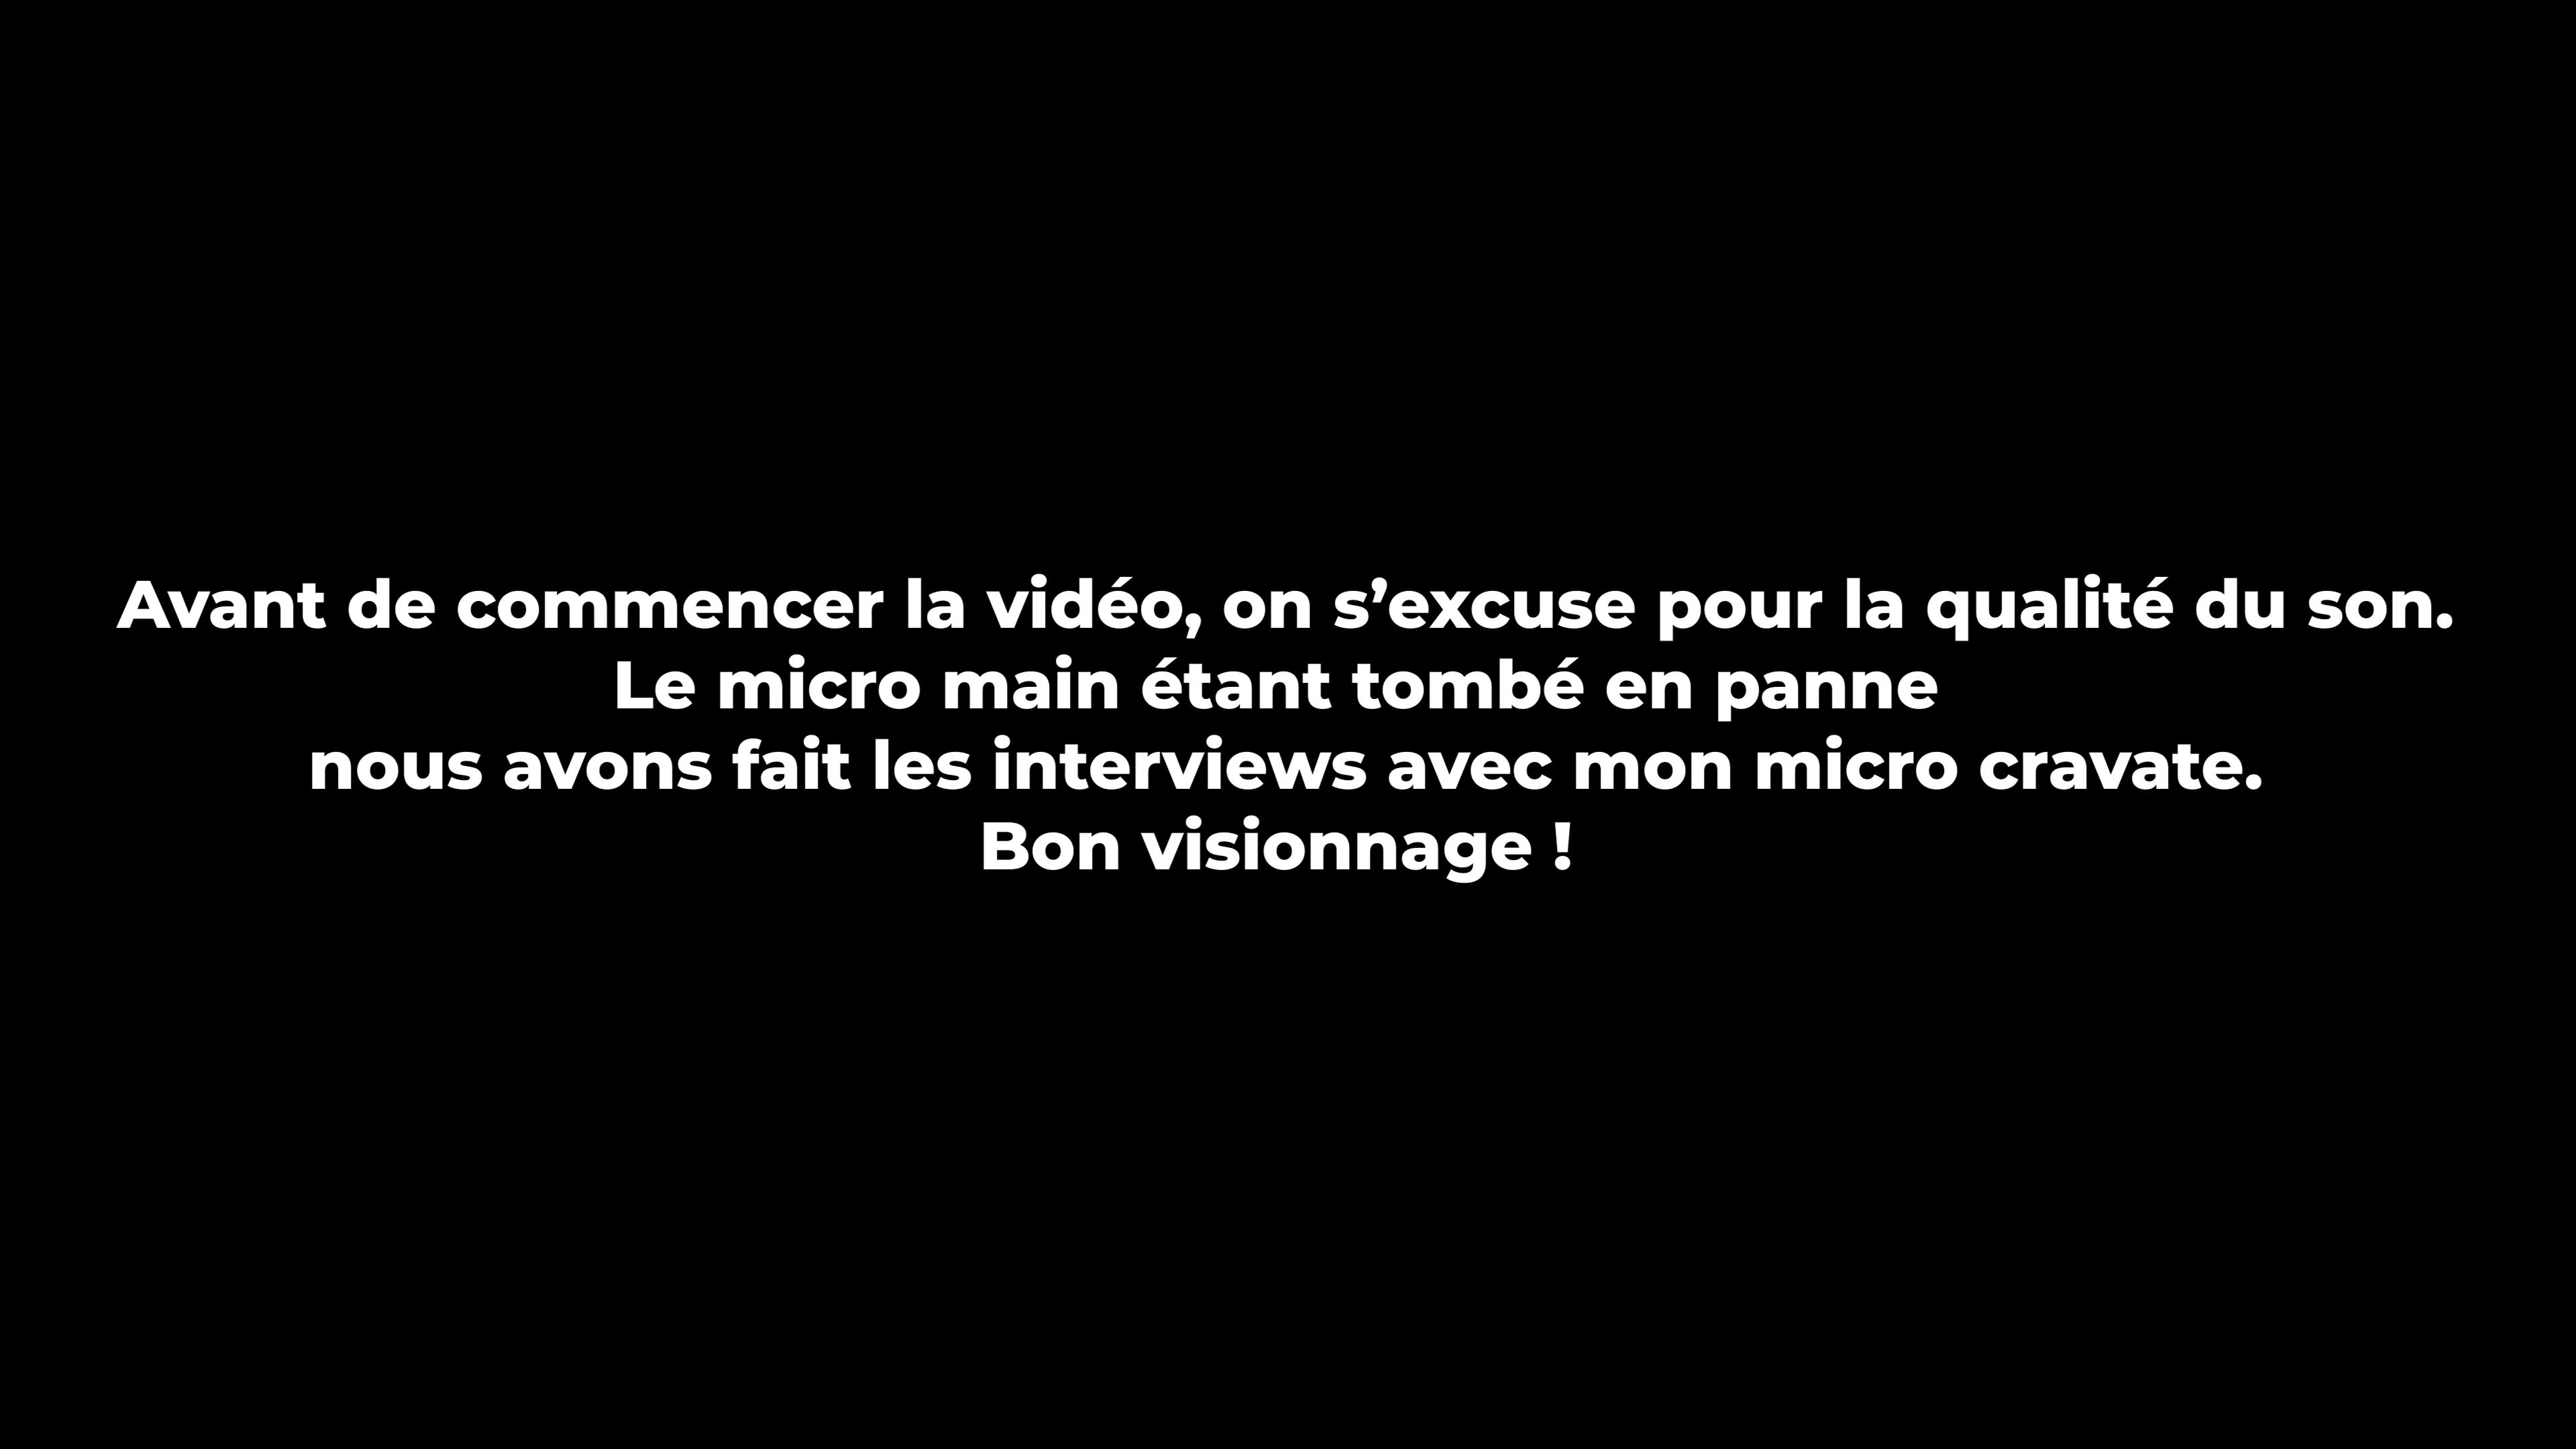 Avant de commencer la vidéo, on s’excuse pour la qualité du son.
Le micro main étant tombé en panne
nous avons fait les interviews avec mon micro cravate.
Bon visionnage !